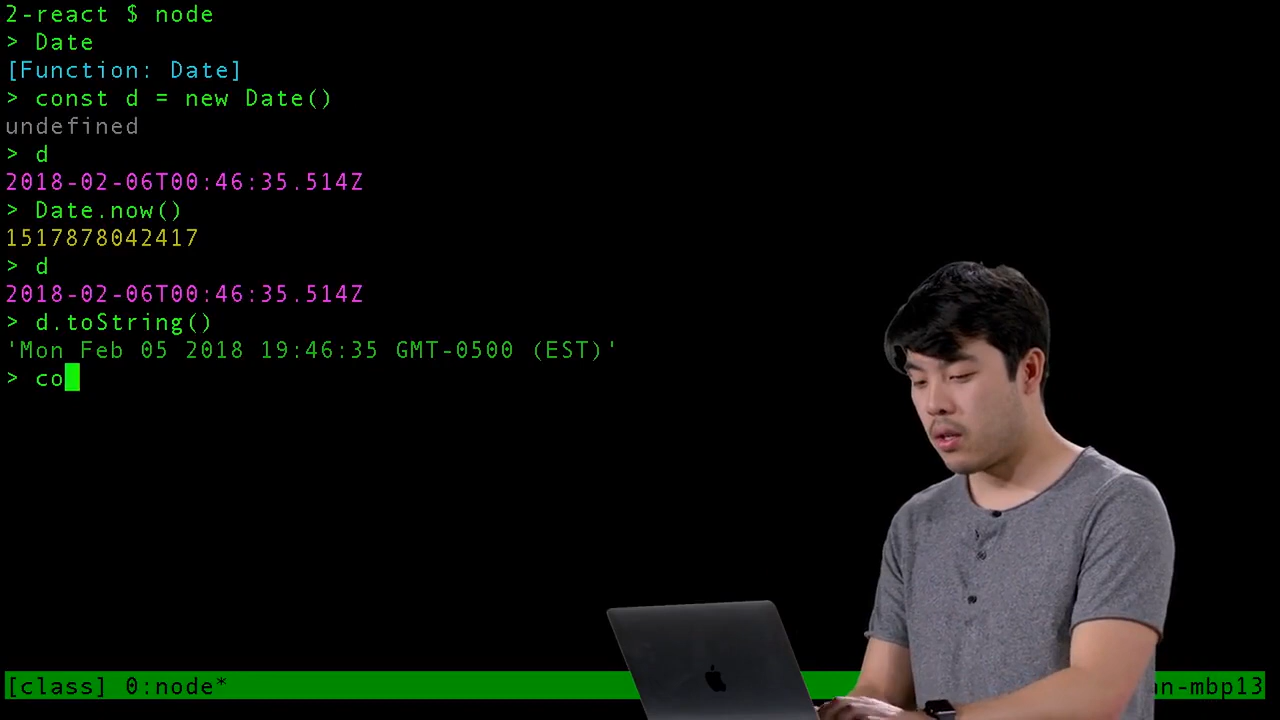 2-react $ node
> Date
[Function: Date]
> const d = new Date()
undefined
> d
2018-02-06T00:46:35.514Z
> Date.now()
1517878042417
> d
2018-02-06T00:46:35.514Z
> d.toString()
'Mon Feb 05 2018 19:46:35 GMT-0500 (EST)'
> co
[class] 0:node*
n-mbp13